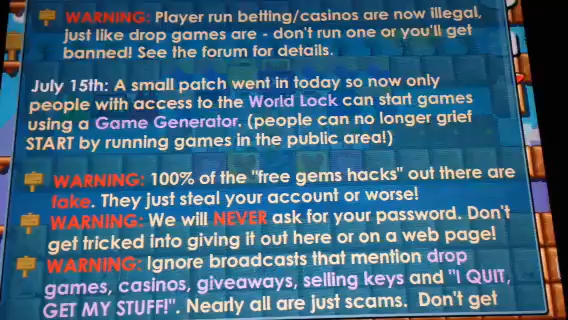 WARNING: Player run betting/casinos are now illegal,
just like drop games are - don't run one or you'll get
banned! See the forum for details.
July 15th: A small patch went in today so now only
people with access to the World Lock can start games
using a Game Generator. (people can no longer grief
START by running games in the public area!)
WARNING: 100% of the "free gems hacks" out there are
fake. They just steal your account or worse!
WARNING: We will NEVER ask for your password. Don't
get tricked into giving it out here or on a web page!
WARNING: Ignore broadcasts that mention drop
games, casinos, giveaways, selling keys and "I QUIT,
GET MY STUFF!". Nearly all are just scams. Don't get